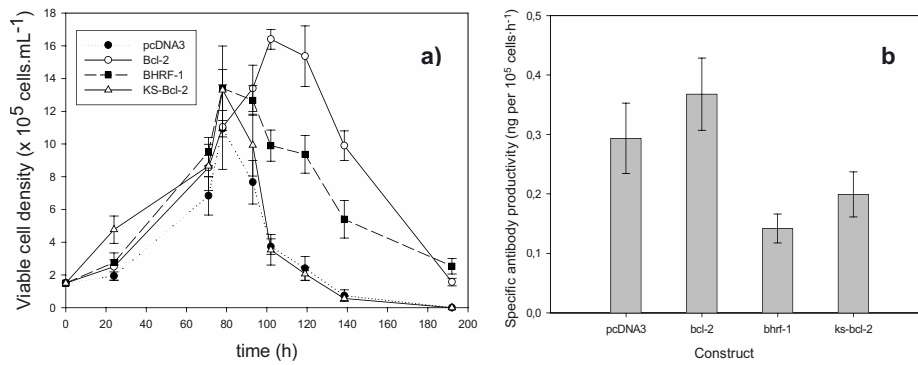 a)
pcDNA3
Bcl-2
BHRF-1
KS-Bcl-2
Viable cell density (x 10⁵ cells.mL⁻¹)
18
16
14
12
10
8
6
4
2
0
0 20 40 60 80 100 120 140 160 180 200
time (h)
b
Specific antibody productivity (ng per 10⁵ cells·h⁻¹)
0,5
0,4
0,3
0,2
0,1
0,0
pcDNA3 bcl-2 bhrf-1 ks-bcl-2
Construct